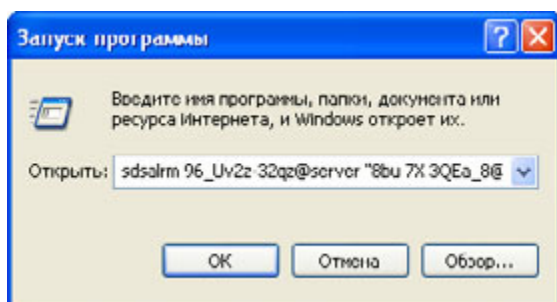 Запуск программы
Введите имя программы, папки, документа или
ресурса Интернета, и Windows откроет их.
Открыть: sdsalrm 96_Uv2z-32qz@server "8bu 7X 3QEa_8@
ОК Отмена Обзор...